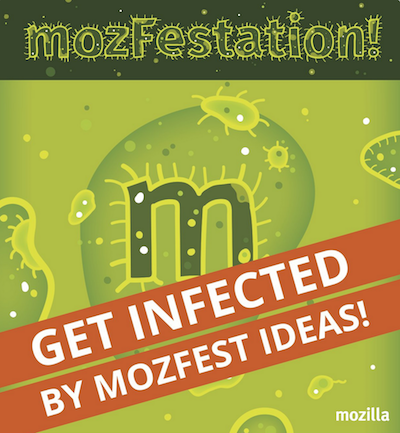 mozFestation!
m
GET INFECTED
BY MOZFEST IDEAS!
mozilla